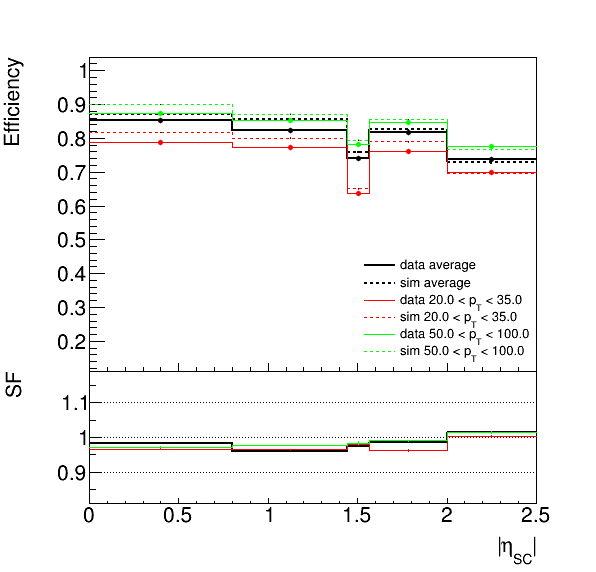 Efficiency
1
0.9
0.8
0.7
0.6
0.5
0.4
0.3
0.2
data average
sim average
data 20.0 < p_T < 35.0
sim 20.0 < p_T < 35.0
data 50.0 < p_T < 100.0
sim 50.0 < p_T < 100.0
SF
1.1
1
0.9
0 0.5 1 1.5 2 2.5
|η_SC|